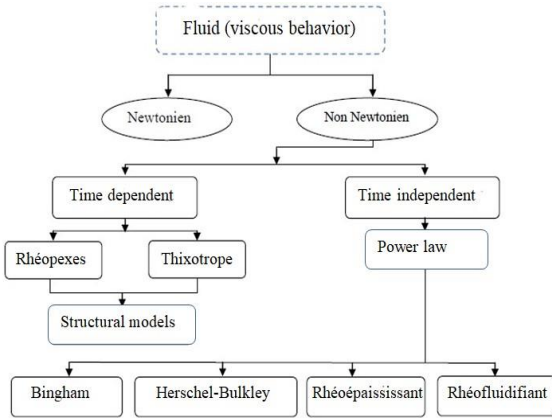 Fluid (viscous behavior)
Newtonien
Non Newtonien
Time dependent
Time independent
Rhéopexes
Thixotrope
Power law
Structural models
Bingham
Herschel-Bulkley
Rhéoépaississant
Rhéofluidifiant